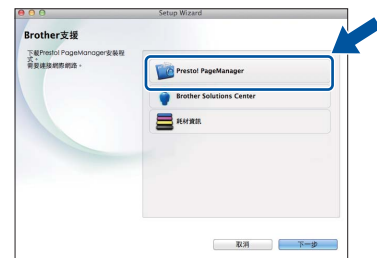 Setup Wizard
Brother支援
下載Presto! PageManager安裝程
式。
需要連接網際網路。
Presto! PageManager
Brother Solutions Center
耗材資訊
取消
下一步